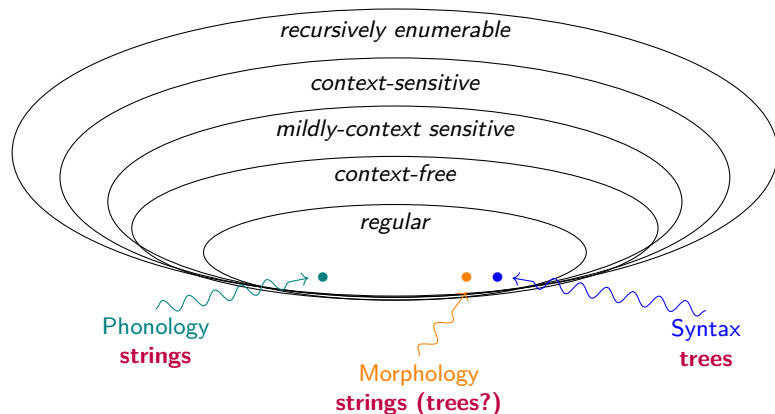 recursively enumerable
context-sensitive
mildly-context sensitive
context-free
regular
Phonology
strings
Syntax
trees
Morphology
strings (trees?)